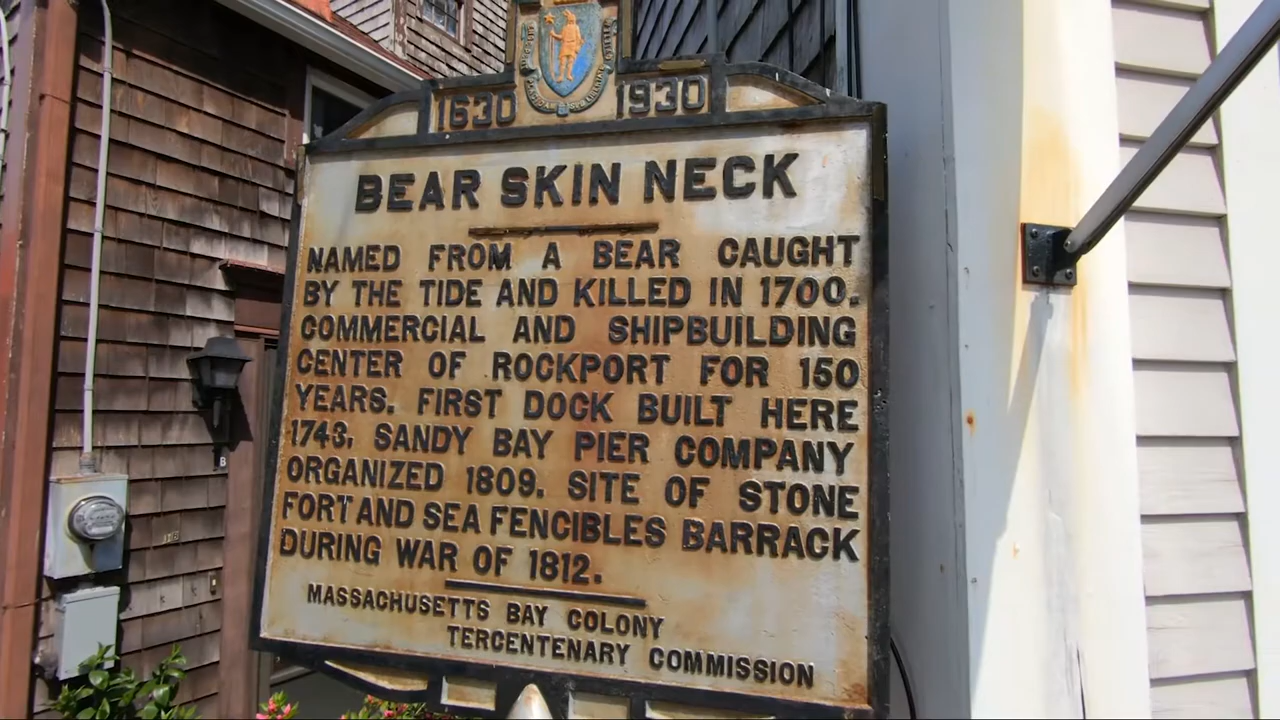 1630 1930
BEAR SKIN NECK
NAMED FROM A BEAR CAUGHT
BY THE TIDE AND KILLED IN 1700.
COMMERCIAL AND SHIPBUILDING
CENTER OF ROCKPORT FOR 150
YEARS. FIRST DOCK BUILT HERE
1743. SANDY BAY PIER COMPANY
ORGANIZED 1809. SITE OF STONE
FORT AND SEA FENCIBLES BARRACK
DURING WAR OF 1812.
MASSACHUSETTS BAY COLONY
TERCENTENARY COMMISSION
B